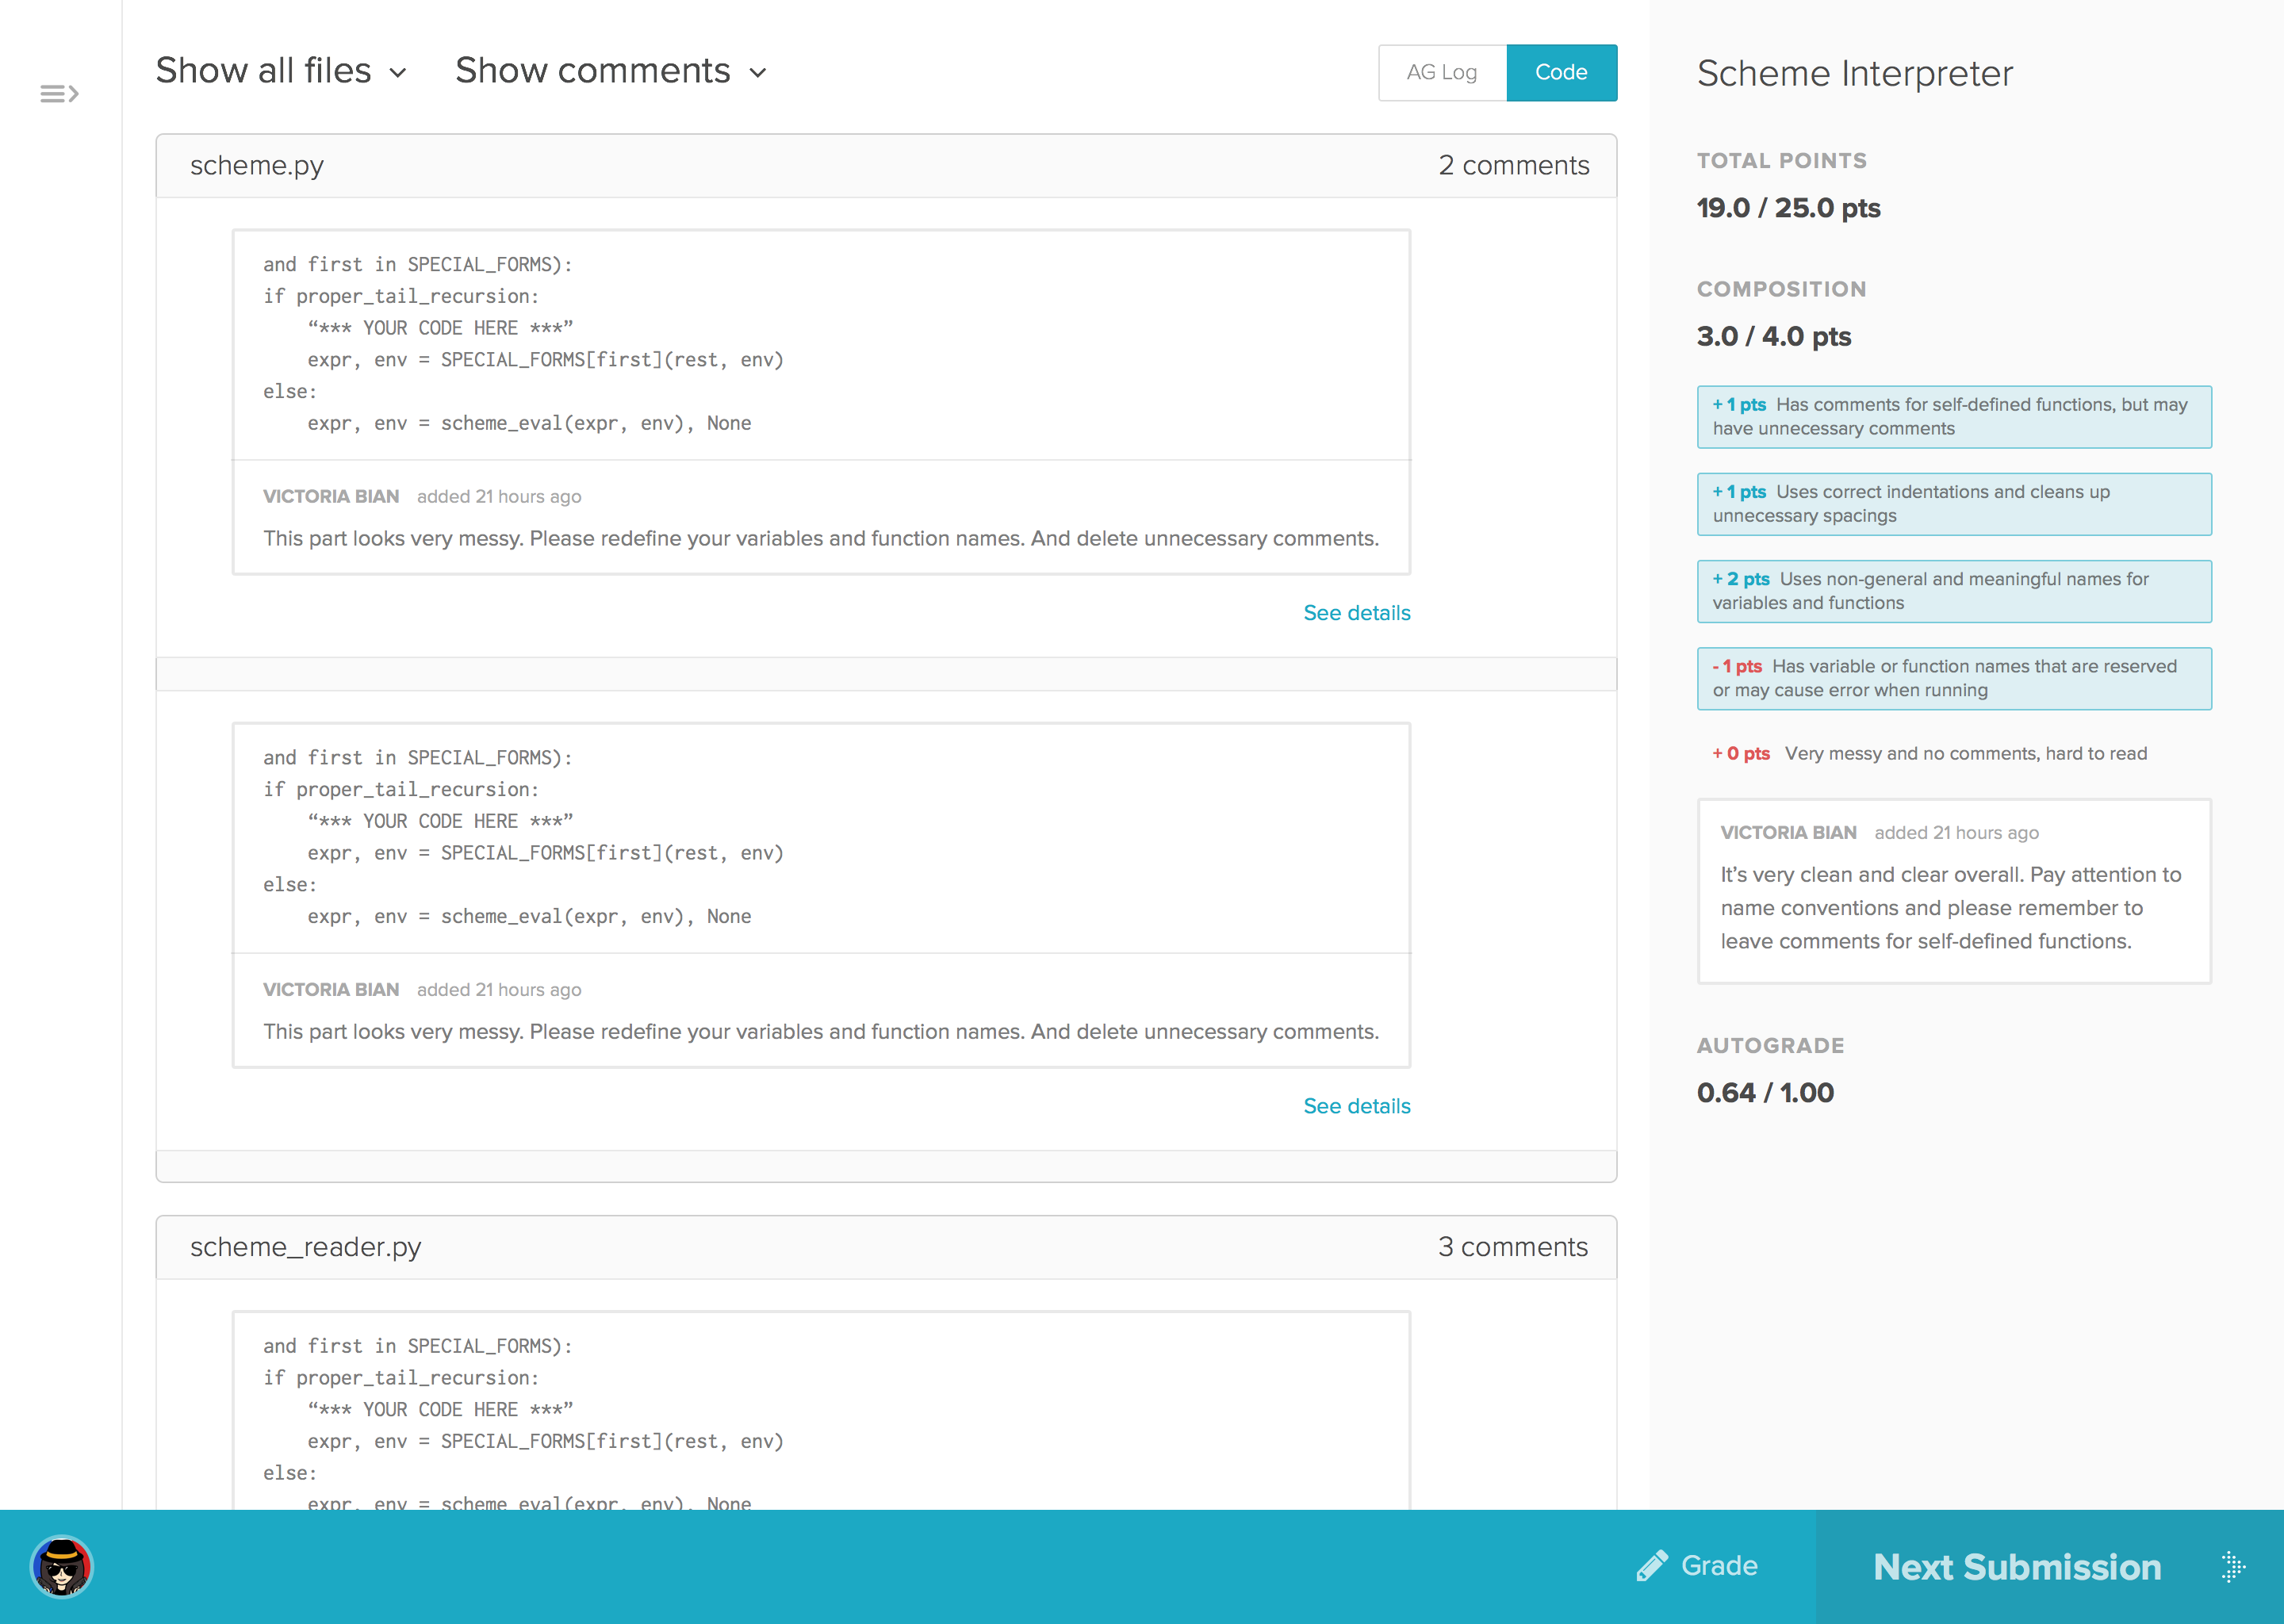 Show all files Show comments AG Log Code
scheme.py 2 comments
and first in SPECIAL_FORMS):
if proper_tail_recursion:
“*** YOUR CODE HERE ***”
expr, env = SPECIAL_FORMS[first](rest, env)
else:
expr, env = scheme_eval(expr, env), None
VICTORIA BIAN added 21 hours ago
This part looks very messy. Please redefine your variables and function names. And delete unnecessary comments.
See details
and first in SPECIAL_FORMS):
if proper_tail_recursion:
“*** YOUR CODE HERE ***”
expr, env = SPECIAL_FORMS[first](rest, env)
else:
expr, env = scheme_eval(expr, env), None
VICTORIA BIAN added 21 hours ago
This part looks very messy. Please redefine your variables and function names. And delete unnecessary comments.
See details
scheme_reader.py 3 comments
and first in SPECIAL_FORMS):
if proper_tail_recursion:
“*** YOUR CODE HERE ***”
expr, env = SPECIAL_FORMS[first](rest, env)
else:
expr, env = scheme_eval(expr, env), None
Scheme Interpreter
TOTAL POINTS
19.0 / 25.0 pts
COMPOSITION
3.0 / 4.0 pts
+ 1 pts Has comments for self-defined functions, but may
have unnecessary comments
+ 1 pts Uses correct indentations and cleans up
unnecessary spacings
+ 2 pts Uses non-general and meaningful names for
variables and functions
- 1 pts Has variable or function names that are reserved
or may cause error when running
+ 0 pts Very messy and no comments, hard to read
VICTORIA BIAN added 21 hours ago
It’s very clean and clear overall. Pay attention to
name conventions and please remember to
leave comments for self-defined functions.
AUTOGRADE
0.64 / 1.00
Grade
Next Submission